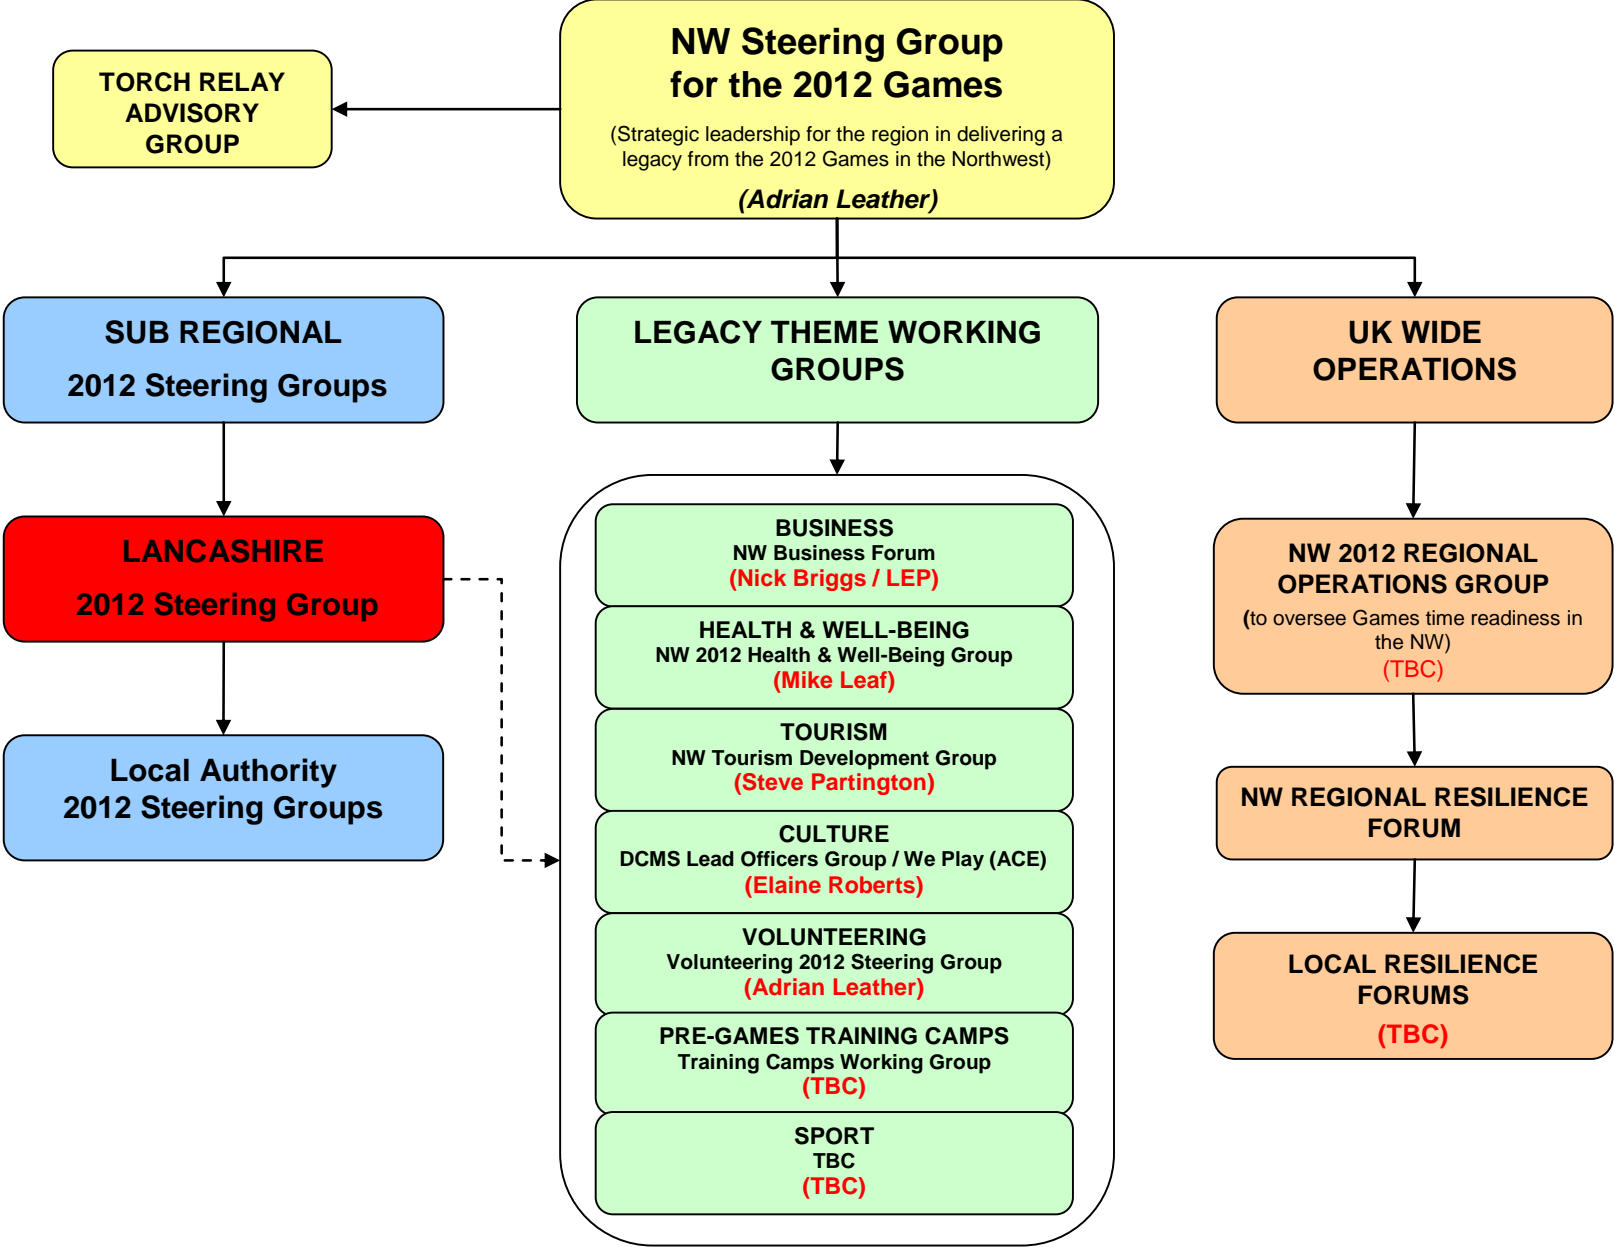 NW Steering Group
for the 2012 Games
(Strategic leadership for the region in delivering a
legacy from the 2012 Games in the Northwest)
(Adrian Leather)
TORCH RELAY
ADVISORY
GROUP
SUB REGIONAL
2012 Steering Groups
LANCASHIRE
2012 Steering Group
Local Authority
2012 Steering Groups
LEGACY THEME WORKING
GROUPS
BUSINESS
NW Business Forum
(Nick Briggs / LEP)
HEALTH & WELL-BEING
NW 2012 Health & Well-Being Group
(Mike Leaf)
TOURISM
NW Tourism Development Group
(Steve Partington)
CULTURE
DCMS Lead Officers Group / We Play (ACE)
(Elaine Roberts)
VOLUNTEERING
Volunteering 2012 Steering Group
(Adrian Leather)
PRE-GAMES TRAINING CAMPS
Training Camps Working Group
(TBC)
SPORT
TBC
(TBC)
UK WIDE
OPERATIONS
NW 2012 REGIONAL
OPERATIONS GROUP
(to oversee Games time readiness in
the NW)
(TBC)
NW REGIONAL RESILIENCE
FORUM
LOCAL RESILIENCE
FORUMS
(TBC)